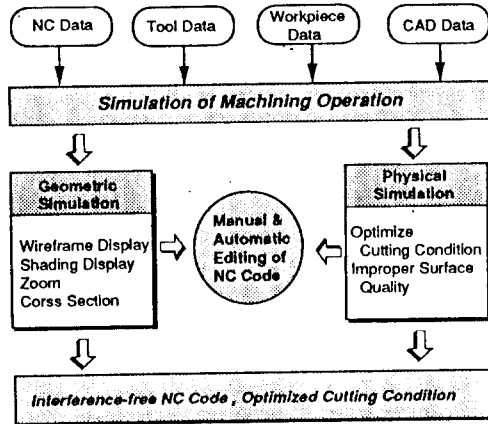 NC Data
Tool Data
Workpiece
Data
CAD Data
Simulation of Machining Operation
Geometric
Simulation
Wireframe Display
Shading Display
Zoom
Corss Section
Manual &
Automatic
Editing of
NC Code
Physical
Simulation
Optimize
Cutting Condition
Improper Surface
Quality
Interference-free NC Code , Optimized Cutting Condition